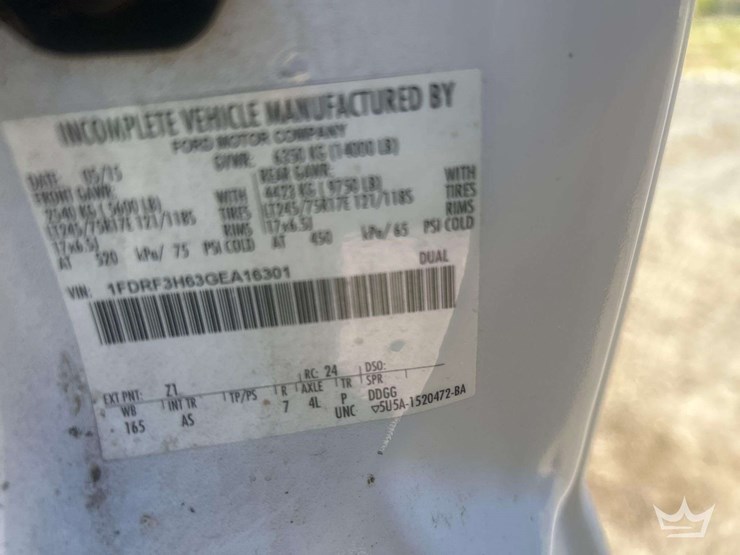 INCOMPLETE VEHICLE MANUFACTURED BY
FORD MOTOR COMPANY
DATE: 05/15 GVWR: 6350 KG (14000 LB)
FRONT GAWR: REAR GAWR:
2540 KG (5600 LB) WITH 4423 KG (9750 LB) WITH
LT245/75R17E 121/118S TIRES LT245/75R17E 121/118S TIRES
17x6.5J RIMS 17x6.5J RIMS
AT 520 kPa/ 75 PSI COLD AT 450 kPa/ 65 PSI COLD
VIN: 1FDRF3H63GEA16301 DUAL
EXT PNT: Z1 RC: 24 DSO:
WB INT TR TP/PS R AXLE TR SPR
165 AS 7 4L P DDGG
UNC ▽5U5A-1520472-BA